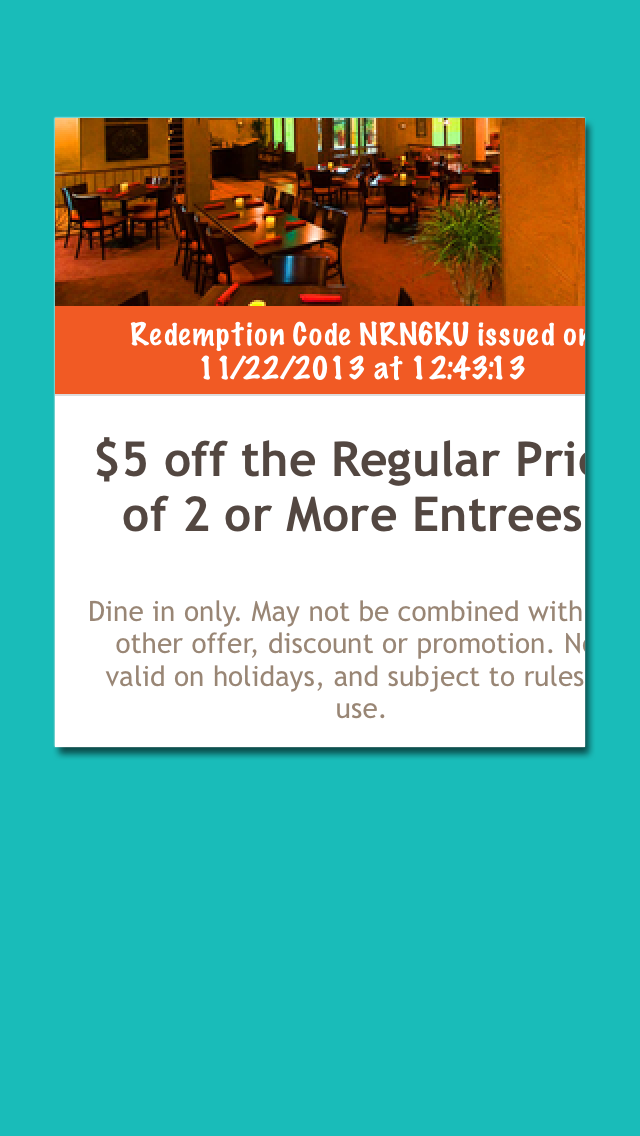 Redemption Code NRN6KU issued on
11/22/2013 at 12:43:13
$5 off the Regular
of 2 or More Entrees
Dine in only. May not be combined with
other offer, discount or promotion.
valid on holidays, and subject to rules
use.